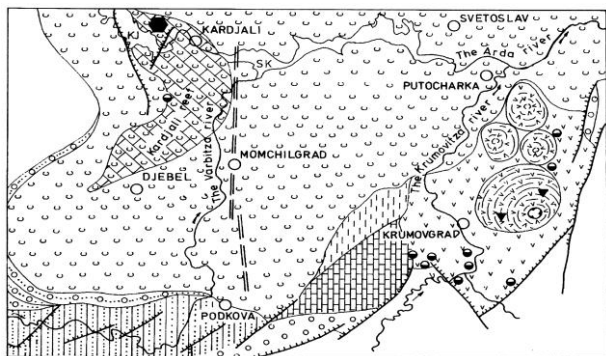 SVETOSLAV
KJ
KARDJALI
The Arda river
SK
PUTOCHARKA
Kardjali reef
The Varbitza river
The Krumovitza river
MOMCHILGRAD
DJEBEL
H
KRUMOVGRAD
PODKOVA